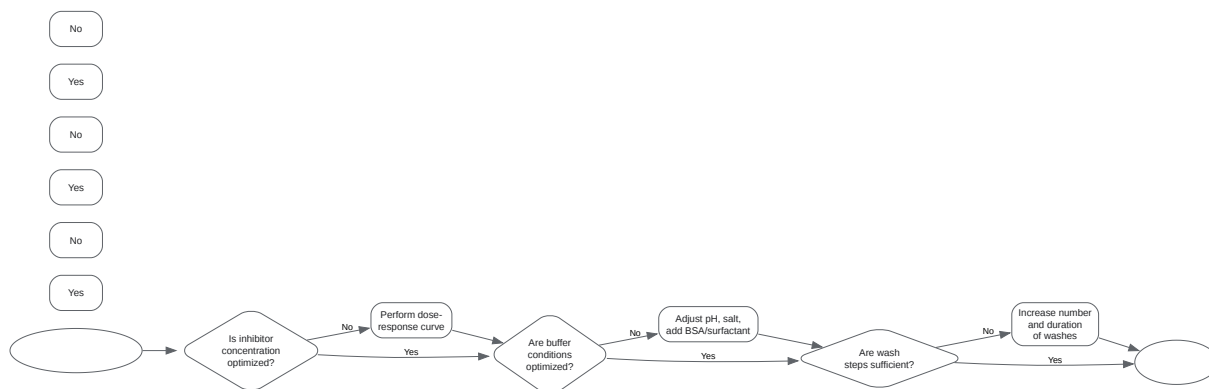 No
Yes
No
Yes
No
Yes
Is inhibitor
concentration
optimized?
No
Yes
Perform dose-
response curve
Are buffer
conditions
optimized?
No
Yes
Adjust pH, salt,
add BSA/surfactant
Are wash
steps sufficient?
No
Yes
Increase number
and duration
of washes